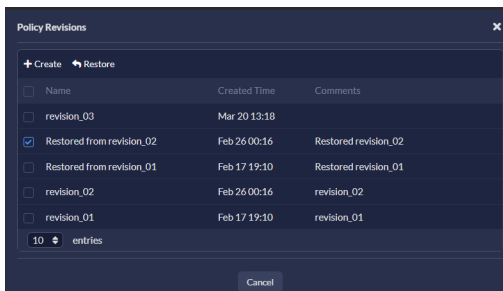 Policy Revisions
Create Restore
Name Created Time Comments
revision_03 Mar 20 13:18
Restored from revision_02 Feb 26 00:16 Restored revision_02
Restored from revision_01 Feb 17 19:10 Restored revision_01
revision_02 Feb 26 00:16 revision_02
revision_01 Feb 17 19:10 revision_01
10 entries
Cancel